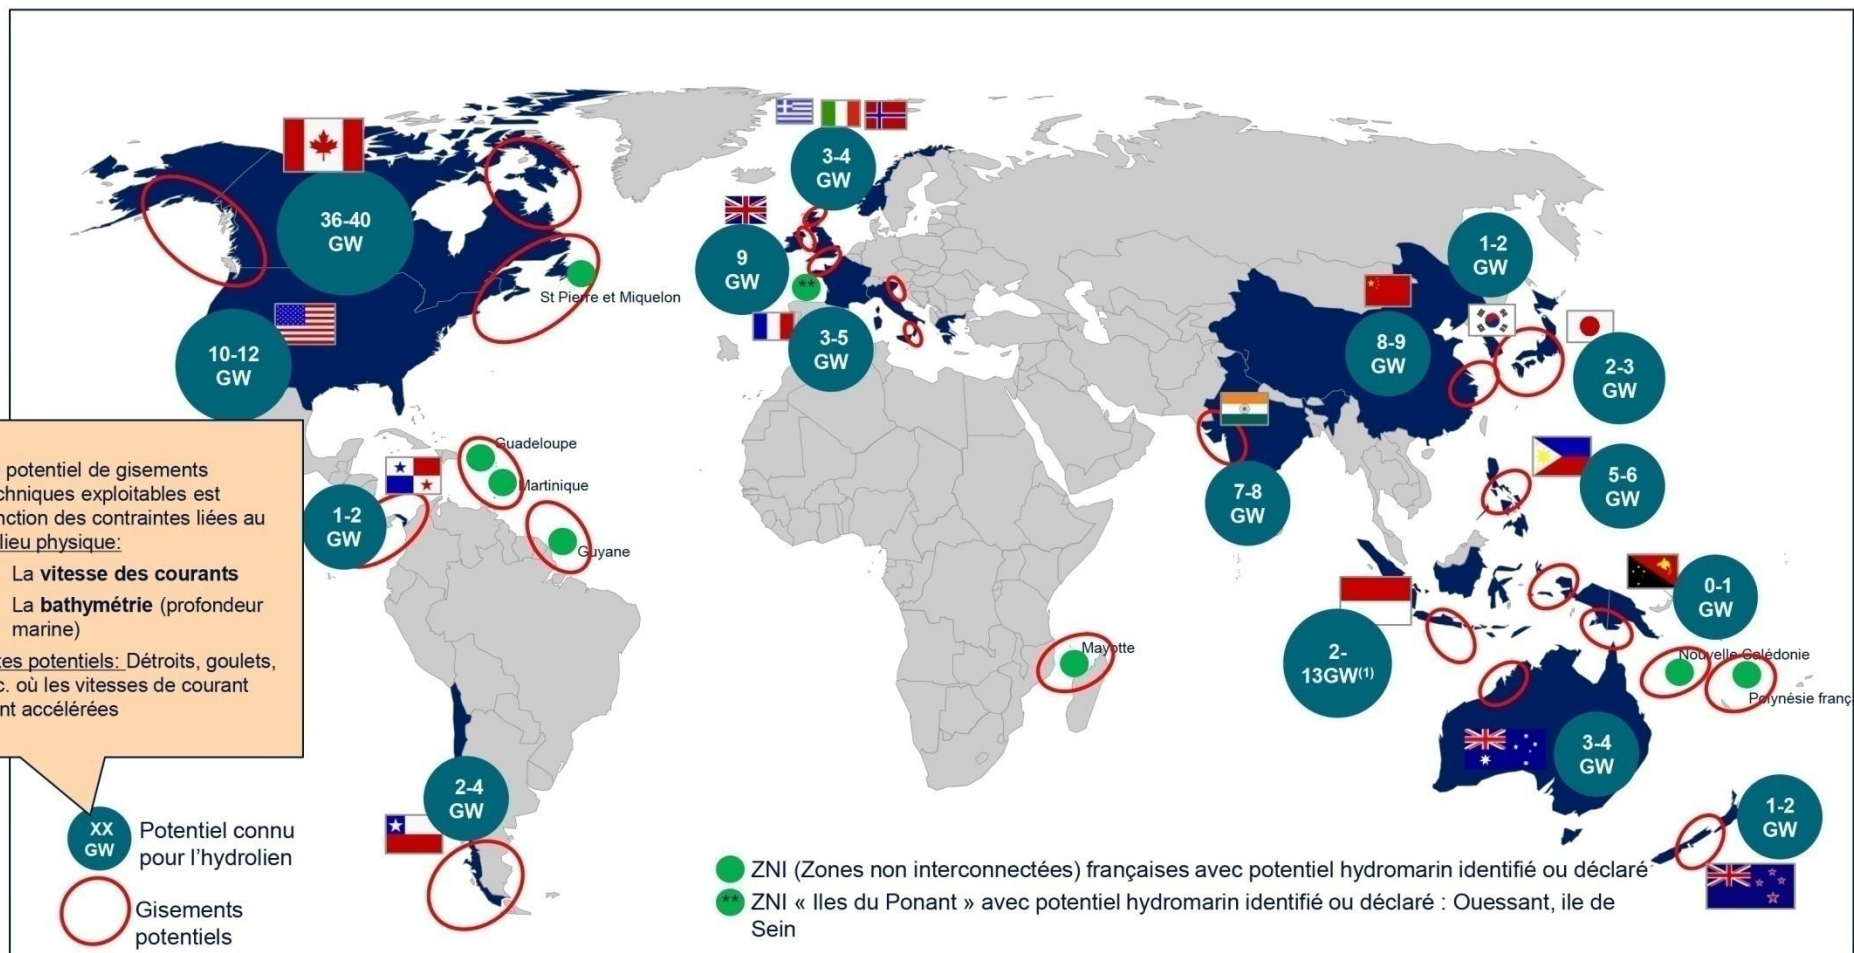 36-40
GW
3-4
GW
9
GW
**
3-5
GW
1-2
GW
8-9
GW
2-3
GW
St Pierre et Miquelon
10-12
GW
Guadeloupe
Martinique
1-2
GW
Guyane
7-8
GW
5-6
GW
0-1
GW
2-
13GW(1)
Mayotte
Nouvelle Calédonie
Polynésie franç
3-4
GW
2-4
GW
1-2
GW
potentiel de gisements
chniques exploitables est
nction des contraintes liées au
lieu physique:
La vitesse des courants
La bathymétrie (profondeur
marine)
tes potentiels: Détroits, goulets,
c. où les vitesses de courant
nt accélérées
XX
GW
Potentiel connu
pour l’hydrolien
Gisements
potentiels
ZNI (Zones non interconnectées) françaises avec potentiel hydromarin identifié ou déclaré
** ZNI « Iles du Ponant » avec potentiel hydromarin identifié ou déclaré : Ouessant, ile de
Sein